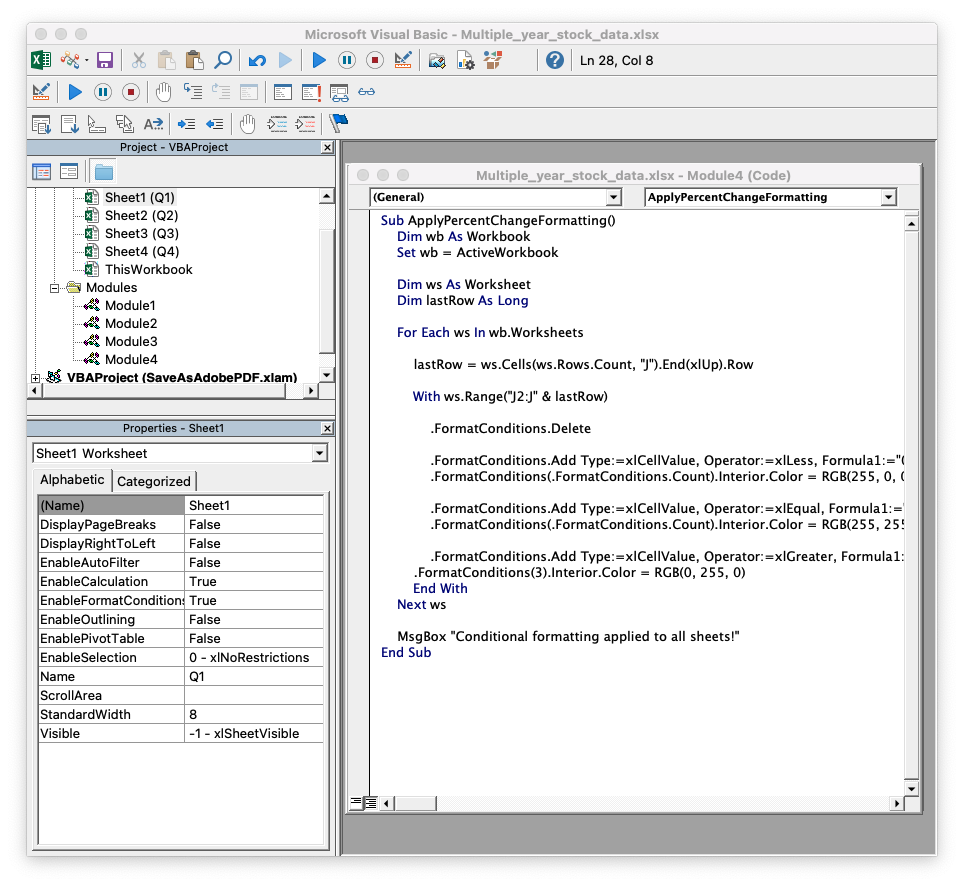 Microsoft Visual Basic - Multiple_year_stock_data.xlsx
Ln 28, Col 8
Project - VBAProject
Sheet1 (Q1)
Sheet2 (Q2)
Sheet3 (Q3)
Sheet4 (Q4)
ThisWorkbook
Modules
Module1
Module2
Module3
Module4
VBAProject (SaveAsAdobePDF.xlam)
Properties - Sheet1
Sheet1 Worksheet
Alphabetic Categorized
(Name) Sheet1
DisplayPageBreaks False
DisplayRightToLeft False
EnableAutoFilter False
EnableCalculation True
EnableFormatConditions True
EnableOutlining False
EnablePivotTable False
EnableSelection 0 - xlNoRestrictions
Name Q1
ScrollArea
StandardWidth 8
Visible -1 - xlSheetVisible
Multiple_year_stock_data.xlsx - Module4 (Code)
(General) ApplyPercentChangeFormatting
Sub ApplyPercentChangeFormatting()
Dim wb As Workbook
Set wb = ActiveWorkbook
Dim ws As Worksheet
Dim lastRow As Long
For Each ws In wb.Worksheets
lastRow = ws.Cells(ws.Rows.Count, "J").End(xlUp).Row
With ws.Range("J2:J" & lastRow)
.FormatConditions.Delete
.FormatConditions.Add Type:=xlCellValue, Operator:=xlLess, Formula1:="
.FormatConditions(.FormatConditions.Count).Interior.Color = RGB(255, 0,
.FormatConditions.Add Type:=xlCellValue, Operator:=xlEqual, Formula1:="
.FormatConditions(.FormatConditions.Count).Interior.Color = RGB(255, 255
.FormatConditions.Add Type:=xlCellValue, Operator:=xlGreater, Formula1:
.FormatConditions(3).Interior.Color = RGB(0, 255, 0)
End With
Next ws
MsgBox "Conditional formatting applied to all sheets!"
End Sub